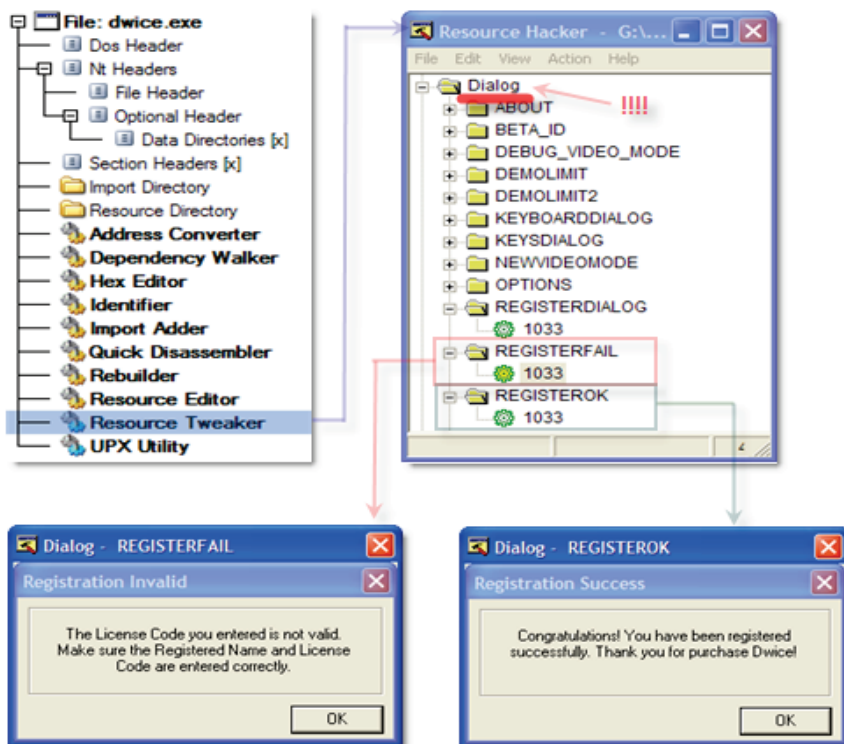 File: dwice.exe
Dos Header
Nt Headers
File Header
Optional Header
Data Directories [x]
Section Headers [x]
Import Directory
Resource Directory
Address Converter
Dependency Walker
Hex Editor
Identifier
Import Adder
Quick Disassembler
Rebuilder
Resource Editor
Resource Tweaker
UPX Utility
Resource Hacker - G:\...
File Edit View Action Help
Dialog
!!!!
ABOUT
BETA_ID
DEBUG_VIDEO_MODE
DEMOLIMIT
DEMOLIMIT2
KEYBOARDDIALOG
KEYSDIALOG
NEWVIDEOMODE
OPTIONS
REGISTERDIALOG
1033
REGISTERFAIL
1033
REGISTEROK
1033
Dialog - REGISTERFAIL
Registration Invalid
The License Code you entered is not valid.
Make sure the Registered Name and License
Code are entered correctly.
OK
Dialog - REGISTEROK
Registration Success
Congratulations! You have been registered
successfully. Thank you for purchase Dwice!
OK